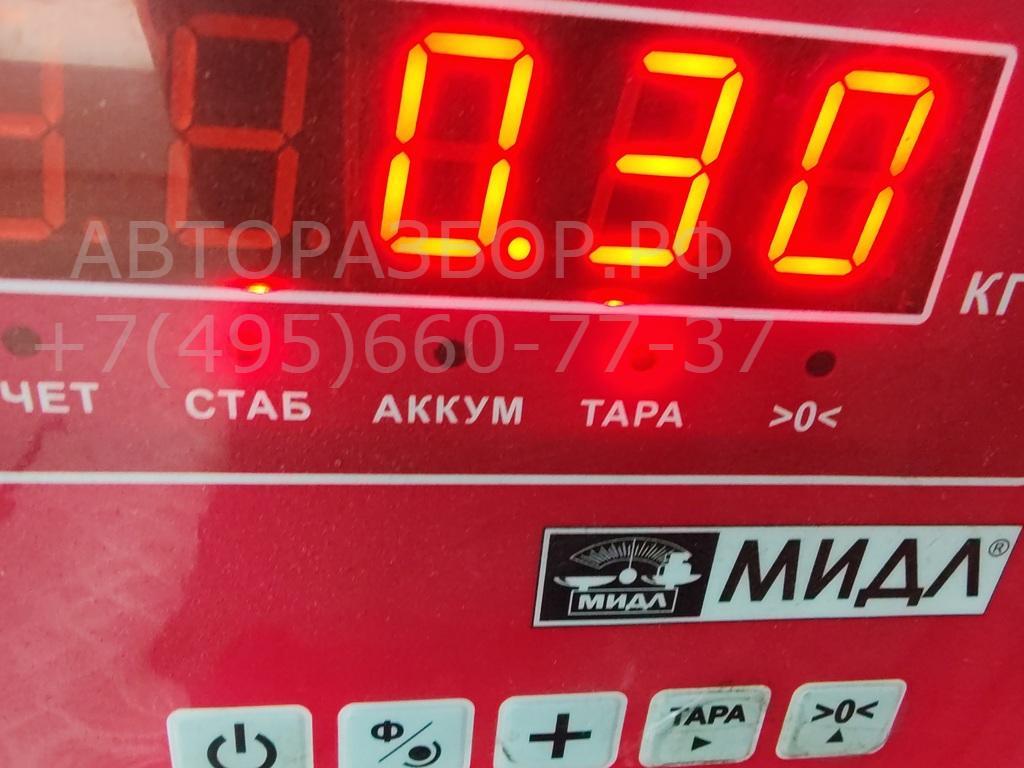 0.30
КГ
АВТОРАЗБОР.РФ
+7(495)660-77-37
ЧЕТ СТАБ АККУМ ТАРА >0<
МИДЛ МИДЛ®
Ф + ТАРА >0<